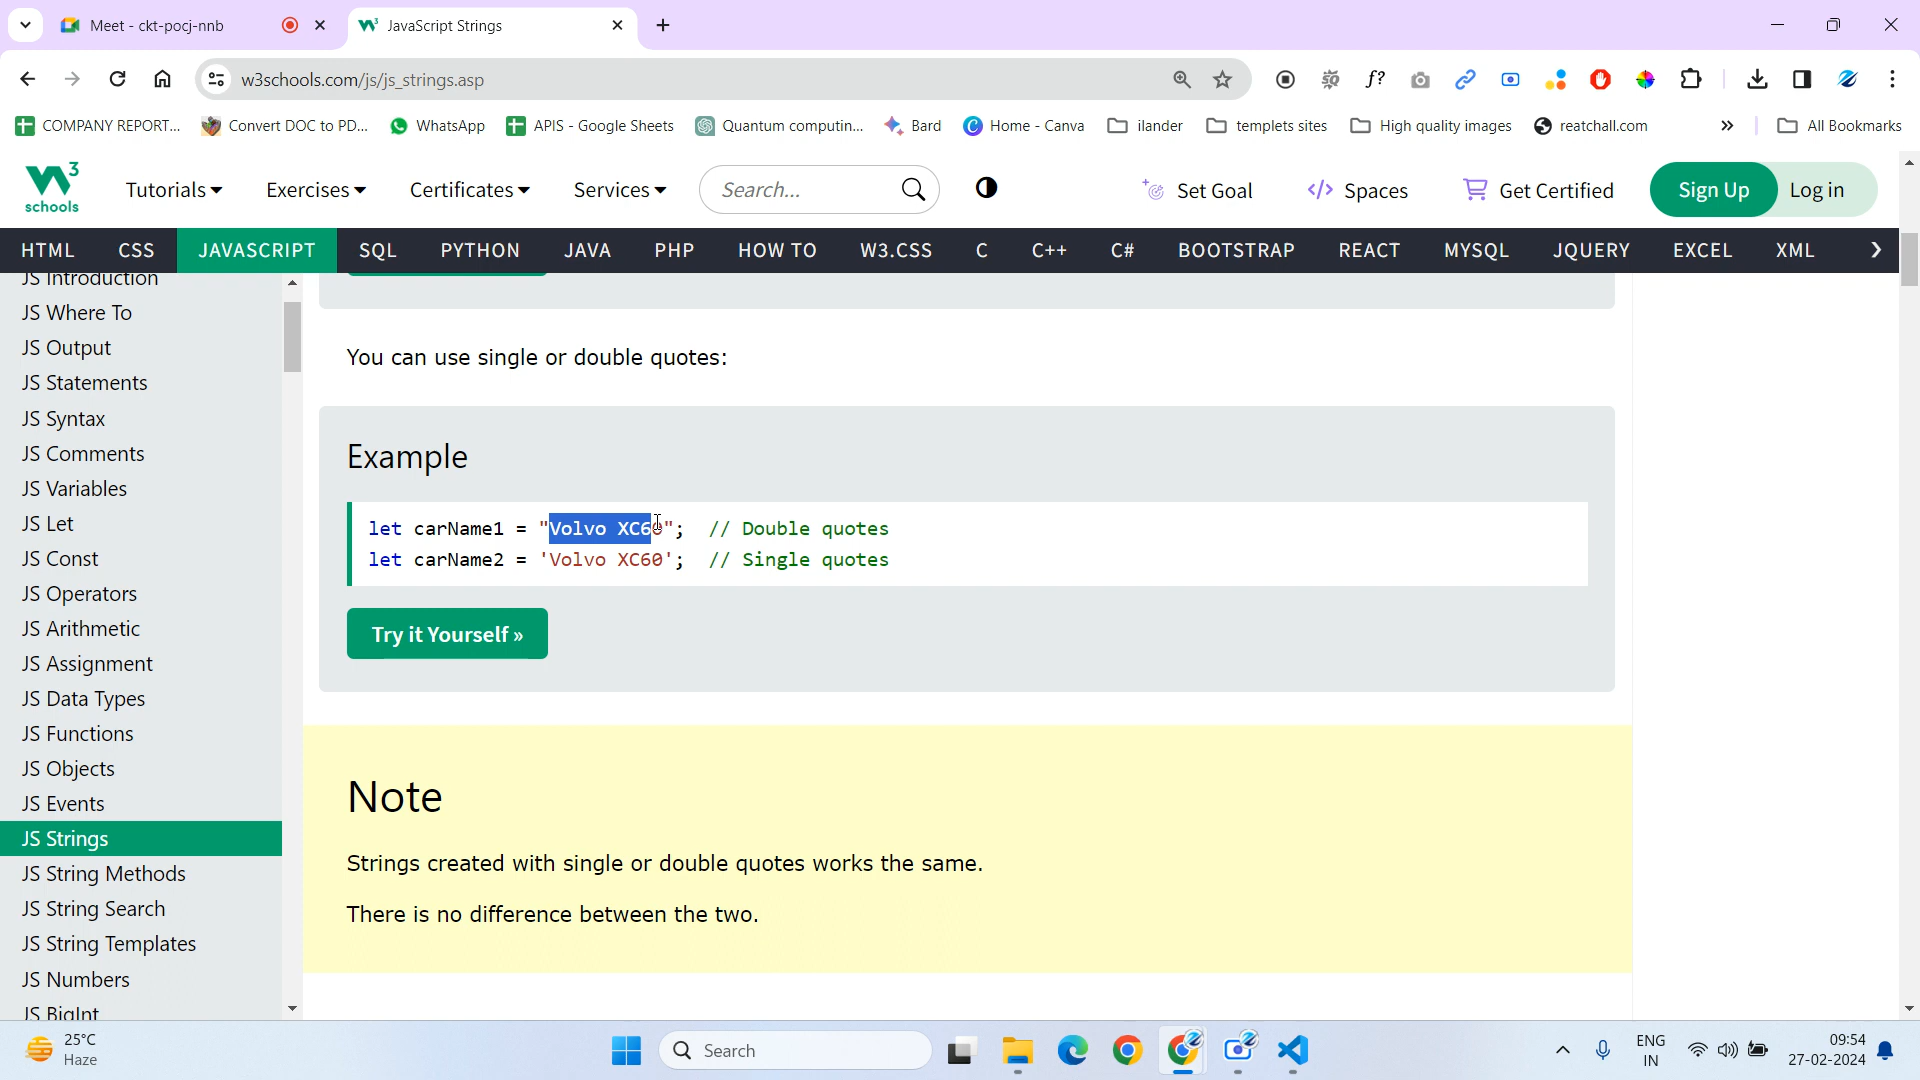 Meet - ckt-pocj-nnb
JavaScript Strings
w3schools.com/js/js_strings.asp
COMPANY REPORT...
Convert DOC to PD...
WhatsApp
APIS - Google Sheets
Quantum computin...
Bard
Home - Canva
ilander
templets sites
High quality images
reatchall.com
All Bookmarks
W3 schools
Tutorials
Exercises
Certificates
Services
Search...
Set Goal
Spaces
Get Certified
Sign Up
Log in
HTML CSS JAVASCRIPT SQL PYTHON JAVA PHP HOW TO W3.CSS C C++ C# BOOTSTRAP REACT MYSQL JQUERY EXCEL XML
JS Introduction
JS Where To
JS Output
JS Statements
JS Syntax
JS Comments
JS Variables
JS Let
JS Const
JS Operators
JS Arithmetic
JS Assignment
JS Data Types
JS Functions
JS Objects
JS Events
JS Strings
JS String Methods
JS String Search
JS String Templates
JS Numbers
JS BigInt
You can use single or double quotes:
Example
let carName1 = "Volvo XC60"; // Double quotes
let carName2 = 'Volvo XC60'; // Single quotes
Try it Yourself »
Note
Strings created with single or double quotes works the same.
There is no difference between the two.
25°C
Haze
Search
ENG
IN
09:54
27-02-2024